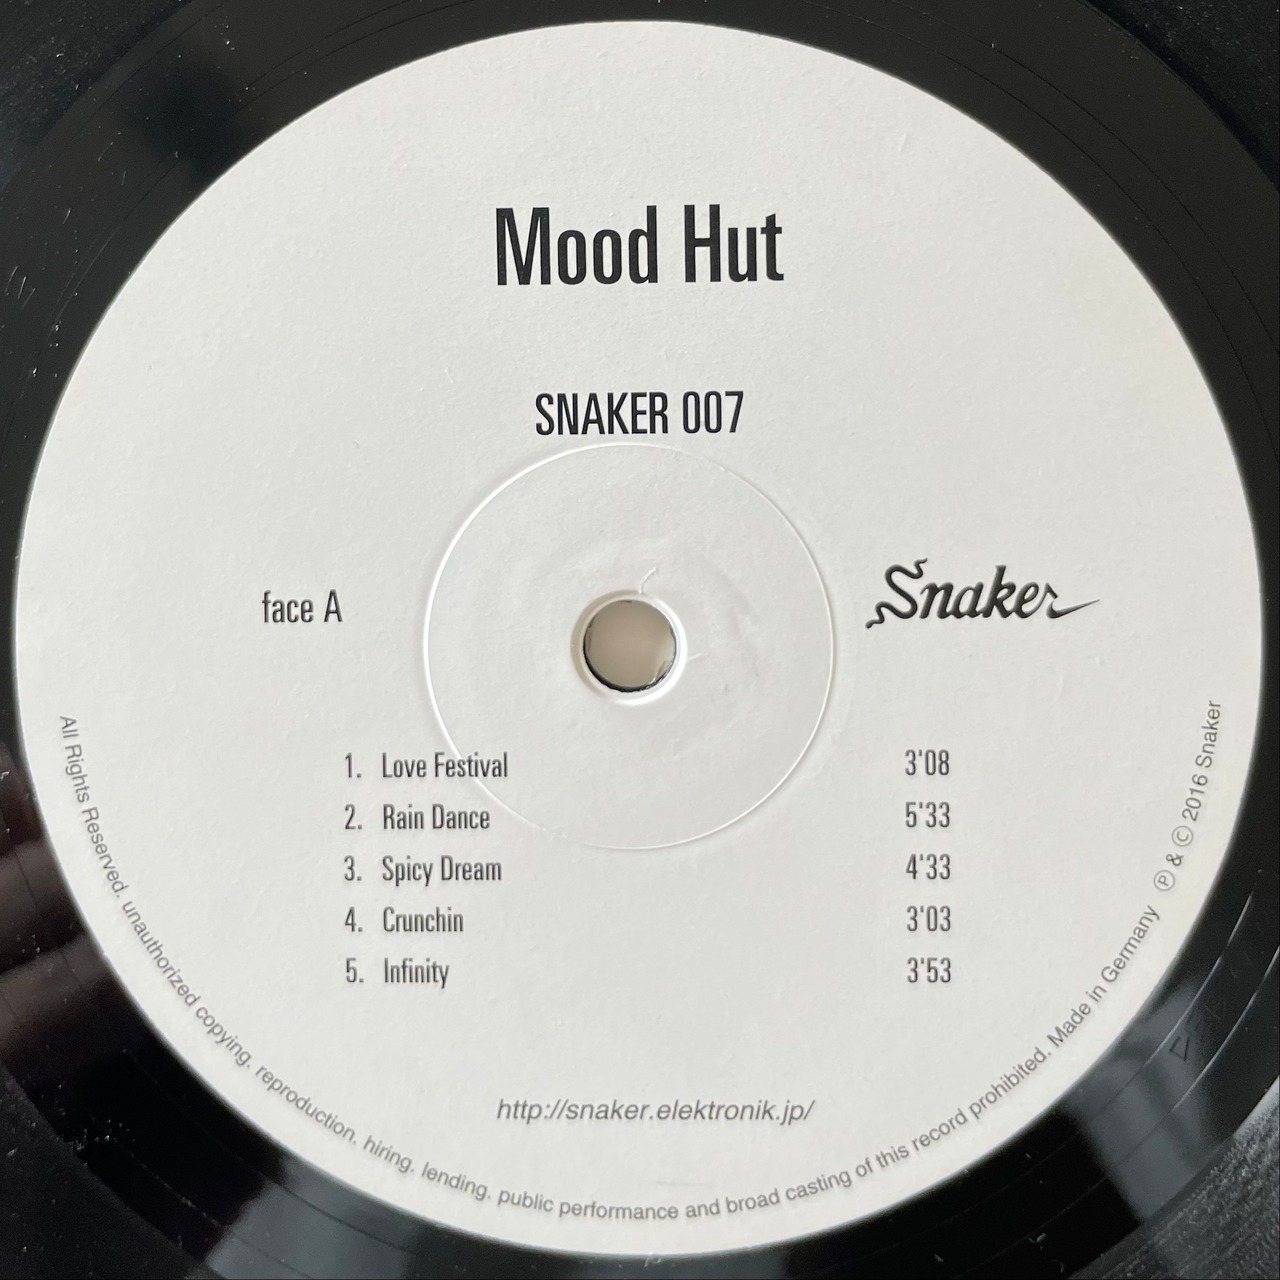 Mood Hut
SNAKER 007
face A
Snaker
1. Love Festival 3'08
2. Rain Dance 5'33
3. Spicy Dream 4'33
4. Crunchin 3'03
5. Infinity 3'53
http://snaker.elektronik.jp/
All Rights Reserved. unauthorized copying. reproduction. hiring. lending. public performance and broad casting of this record prohibited. Made in Germany ℗ & © 2016 Snaker